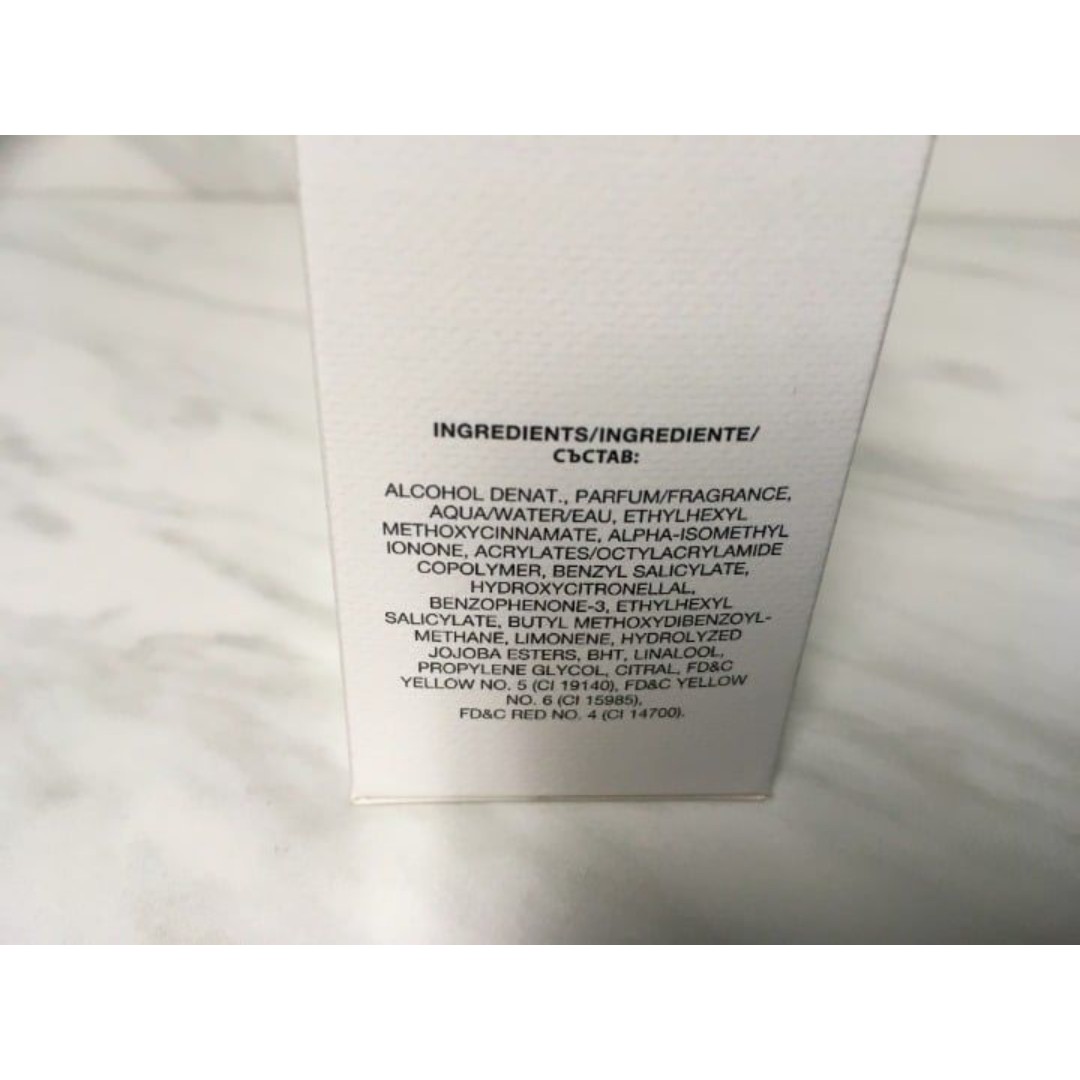 INGREDIENTS/INGREDIENTE/
СЪСТАВ:
ALCOHOL DENAT., PARFUM/FRAGRANCE,
AQUA/WATER/EAU, ETHYLHEXYL
METHOXYCINNAMATE, ALPHA-ISOMETHYL
IONONE, ACRYLATES/OCTYLACRYLAMIDE
COPOLYMER, BENZYL SALICYLATE,
HYDROXYCITRONELLAL,
BENZOPHENONE-3, ETHYLHEXYL
SALICYLATE, BUTYL METHOXYDIBENZOYL-
METHANE, LIMONENE, HYDROLYZED
JOJOBA ESTERS, BHT, LINALOOL,
PROPYLENE GLYCOL, CITRAL, FD&C
YELLOW NO. 5 (CI 19140), FD&C YELLOW
NO. 6 (CI 15985),
FD&C RED NO. 4 (CI 14700).